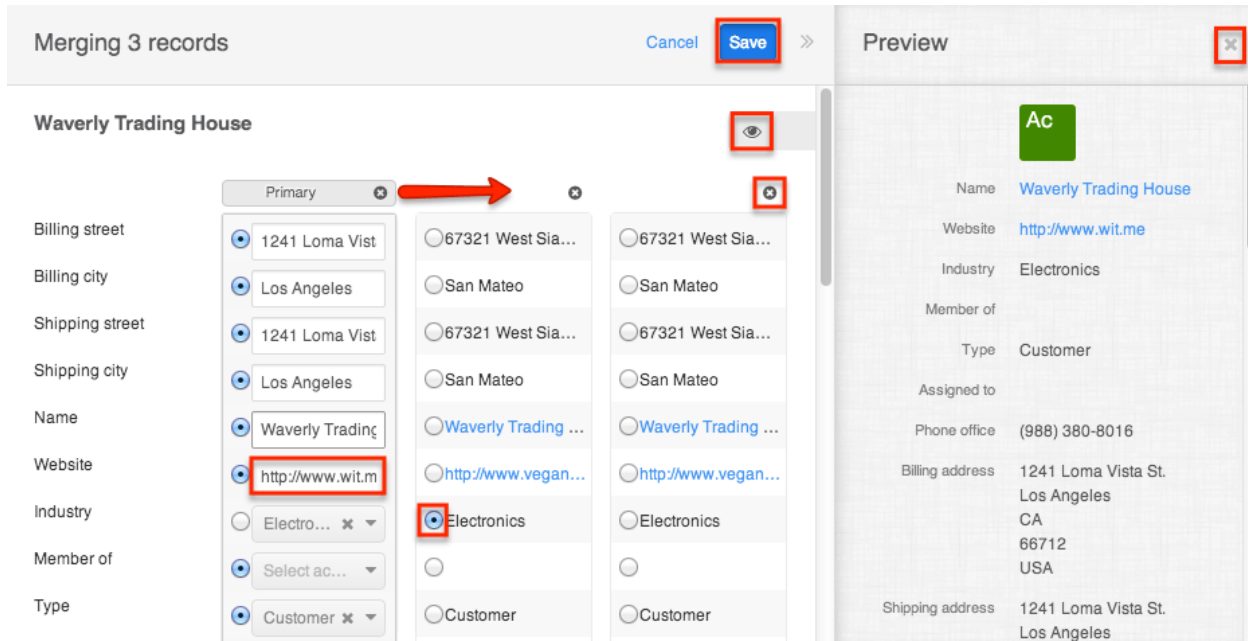 Merging 3 records
Cancel
Save
Preview
Waverly Trading House
Primary
Billing street
1241 Loma Vist
67321 West Sia...
67321 West Sia...
Billing city
Los Angeles
San Mateo
San Mateo
Shipping street
1241 Loma Vist
67321 West Sia...
67321 West Sia...
Shipping city
Los Angeles
San Mateo
San Mateo
Name
Waverly Trading
Waverly Trading ...
Waverly Trading ...
Website
http://www.wit.m
http://www.vegan...
http://www.vegan...
Industry
Electro...
Electronics
Electronics
Member of
Select ac...
Type
Customer
Customer
Customer
Ac
Name Waverly Trading House
Website http://www.wit.me
Industry Electronics
Member of
Type Customer
Assigned to
Phone office (988) 380-8016
Billing address 1241 Loma Vista St.
Los Angeles
CA
66712
USA
Shipping address 1241 Loma Vista St.
Los Angeles